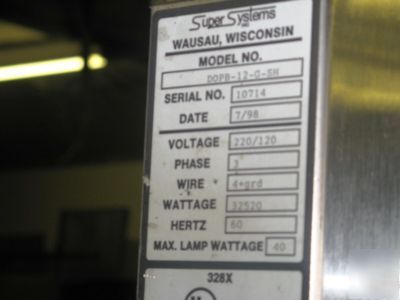 Super Systems
WAUSAU, WISCONSIN
MODEL NO.
DOPB-12-G-SH
SERIAL NO. 10714
DATE 7/98
VOLTAGE 220/120
PHASE 3
WIRE 4+grd
WATTAGE 32520
HERTZ 60
MAX. LAMP WATTAGE 40
328X